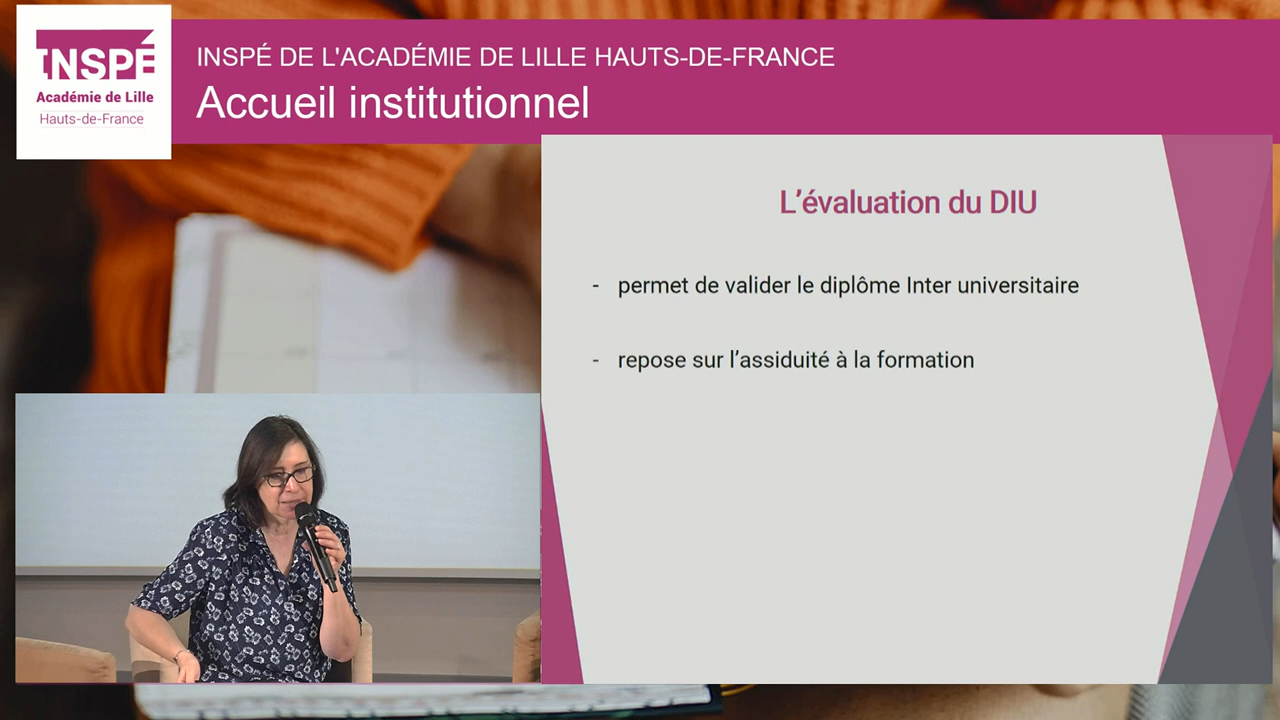 INSPÉ
Académie de Lille
Hauts-de-France
INSPÉ DE L'ACADÉMIE DE LILLE HAUTS-DE-FRANCE
Accueil institutionnel
L’évaluation du DIU
- permet de valider le diplôme Inter universitaire
- repose sur l’assiduité à la formation